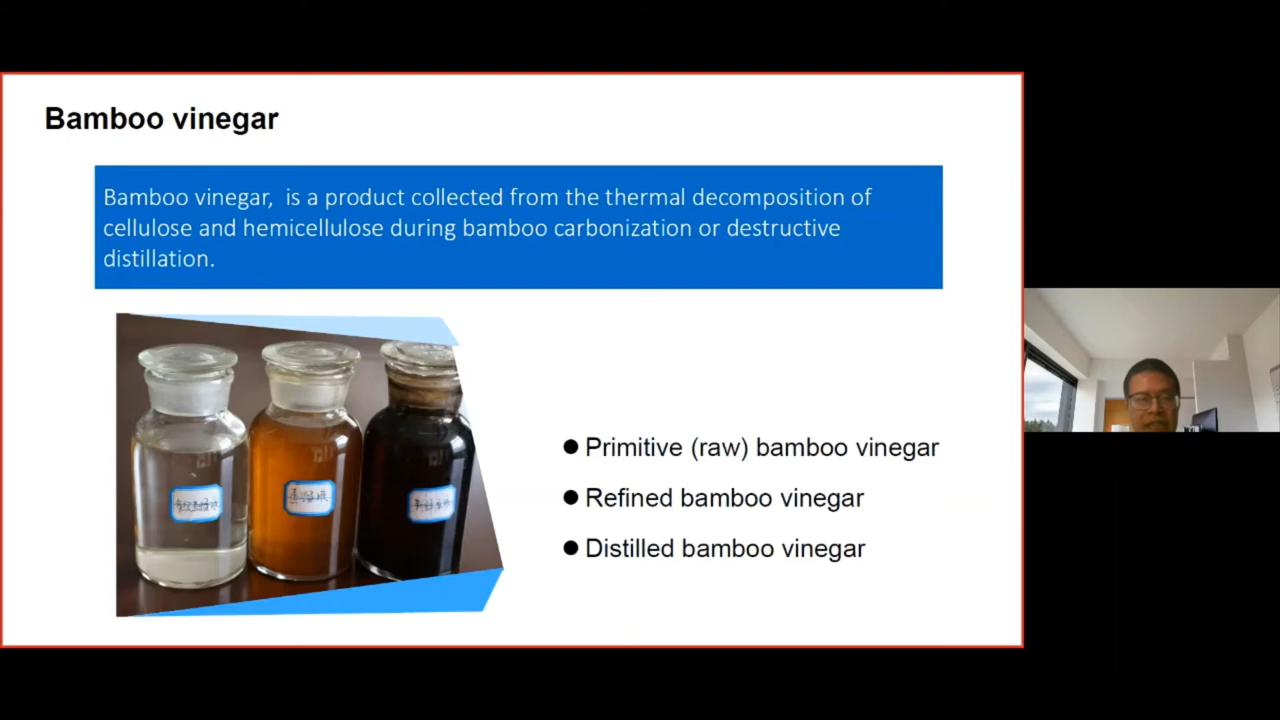 Bamboo vinegar
Bamboo vinegar, is a product collected from the thermal decomposition of
cellulose and hemicellulose during bamboo carbonization or destructive
distillation.
● Primitive (raw) bamboo vinegar
● Refined bamboo vinegar
● Distilled bamboo vinegar